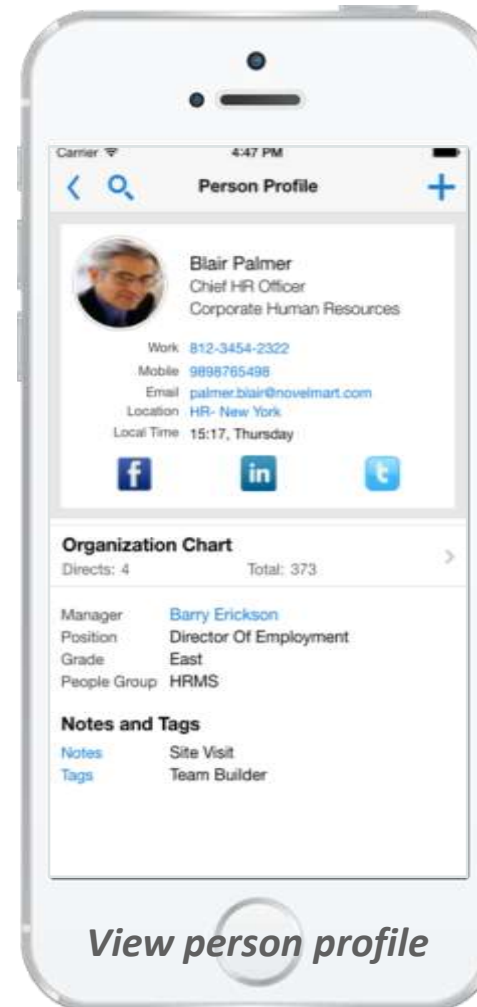 Carrier 4:47 PM
Person Profile
Blair Palmer
Chief HR Officer
Corporate Human Resources
Work 812-3454-2322
Mobile 9898765498
Email palmer.blair@novelmart.com
Location HR- New York
Local Time 15:17, Thursday
f in t
Organization Chart
Directs: 4 Total: 373
Manager Barry Erickson
Position Director Of Employment
Grade East
People Group HRMS
Notes and Tags
Notes Site Visit
Tags Team Builder
View person profile